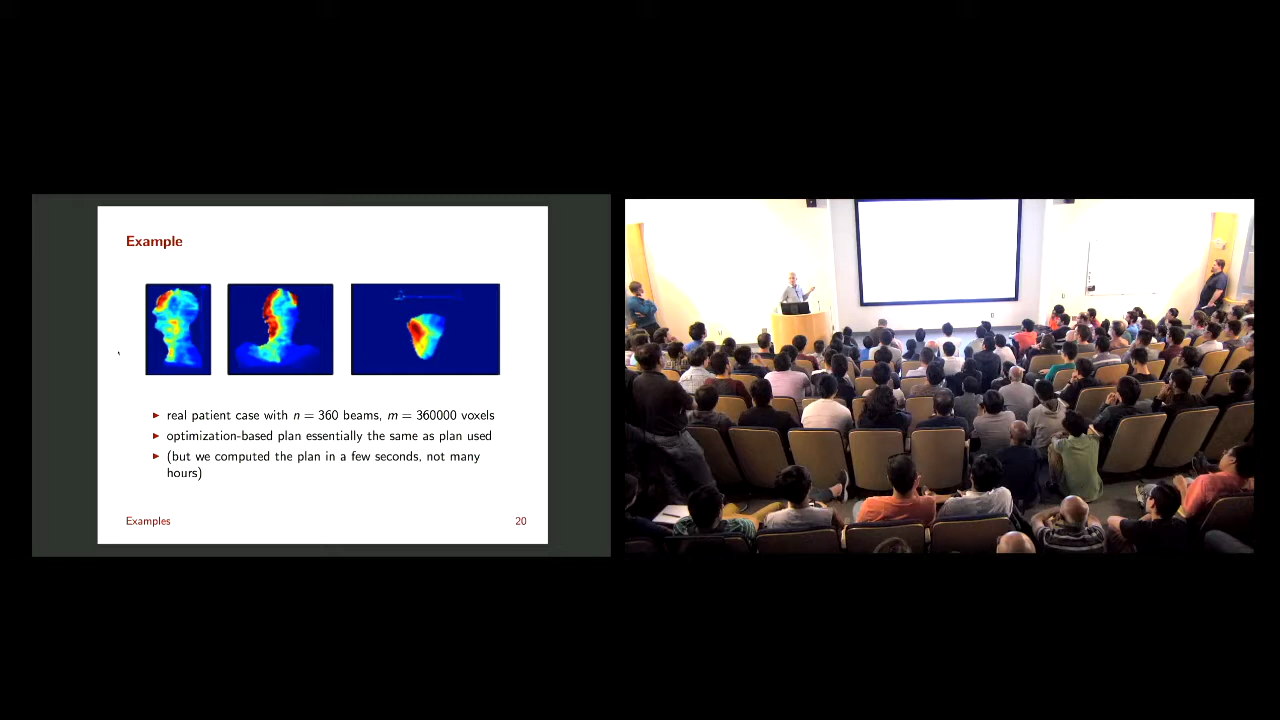 Example
▶ real patient case with n = 360 beams, m = 360000 voxels
▶ optimization-based plan essentially the same as plan used
▶ (but we computed the plan in a few seconds, not many
hours)
Examples 20